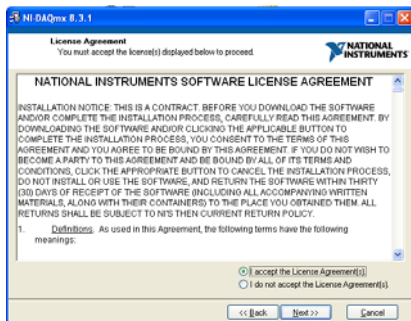 NI-DAQmx 8.3.1
License Agreement
You must accept the license(s) displayed below to proceed.
NATIONAL INSTRUMENTS
NATIONAL INSTRUMENTS SOFTWARE LICENSE AGREEMENT
INSTALLATION NOTICE: THIS IS A CONTRACT. BEFORE YOU DOWNLOAD THE SOFTWARE
AND/OR COMPLETE THE INSTALLATION PROCESS, CAREFULLY READ THIS AGREEMENT. BY
DOWNLOADING THE SOFTWARE AND/OR CLICKING THE APPLICABLE BUTTON TO
COMPLETE THE INSTALLATION PROCESS, YOU CONSENT TO THE TERMS OF THIS
AGREEMENT AND YOU AGREE TO BE BOUND BY THIS AGREEMENT. IF YOU DO NOT WISH TO
BECOME A PARTY TO THIS AGREEMENT AND BE BOUND BY ALL OF ITS TERMS AND
CONDITIONS, CLICK THE APPROPRIATE BUTTON TO CANCEL THE INSTALLATION PROCESS,
DO NOT INSTALL OR USE THE SOFTWARE, AND RETURN THE SOFTWARE WITHIN THIRTY
(30) DAYS OF RECEIPT OF THE SOFTWARE (INCLUDING ALL ACCOMPANYING WRITTEN
MATERIALS, ALONG WITH THEIR CONTAINERS) TO THE PLACE YOU OBTAINED THEM. ALL
RETURNS SHALL BE SUBJECT TO NI'S THEN CURRENT RETURN POLICY.
1. Definitions. As used in this Agreement, the following terms have the following
meanings:
I accept the License Agreement(s).
I do not accept the License Agreement(s).
<< Back Next >> Cancel